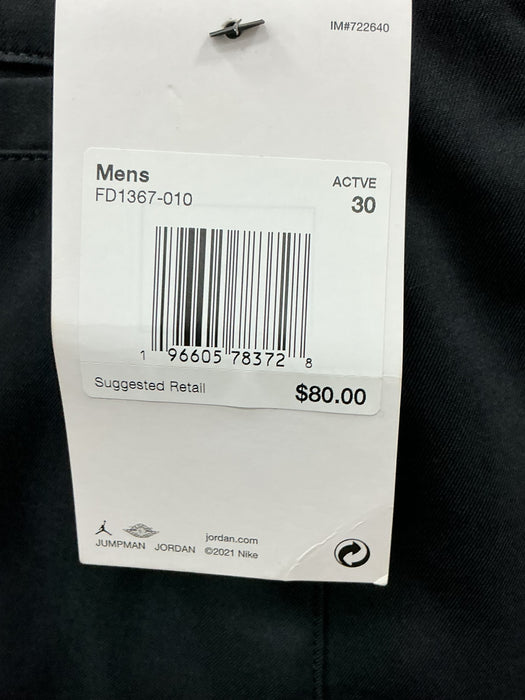 IM#722640
Mens
FD1367-010
ACTVE
30
1 96605 78372 8
Suggested Retail
$80.00
JUMPMAN JORDAN
jordan.com
©2021 Nike